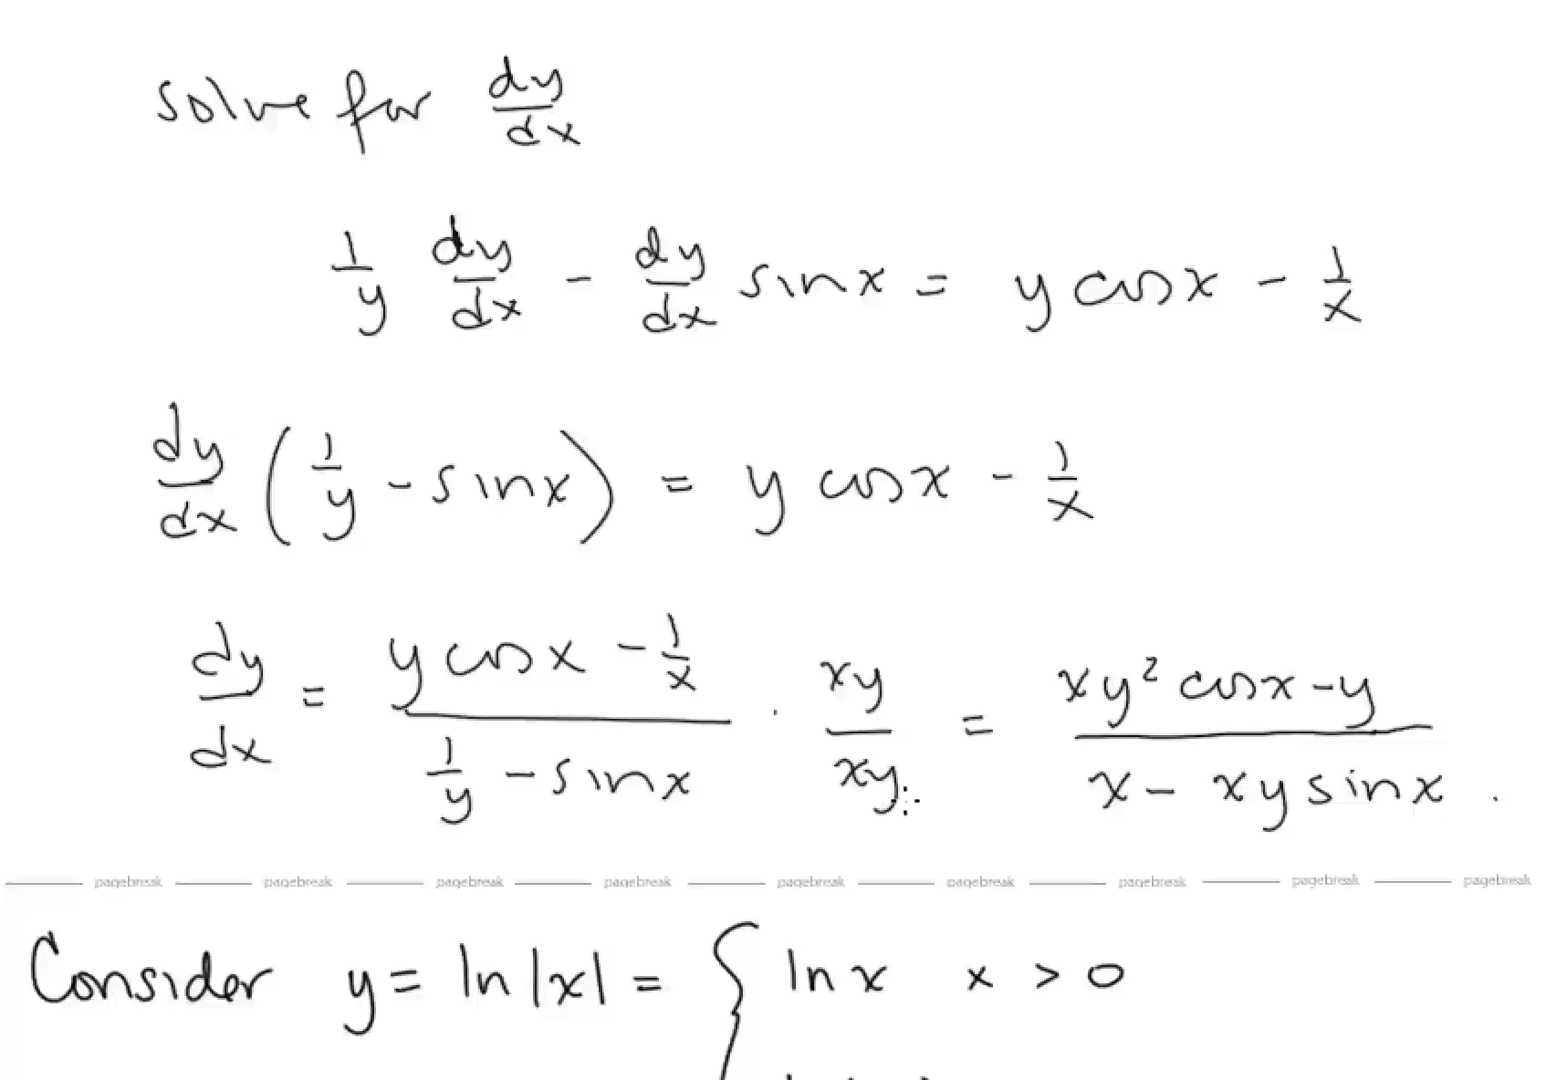 solve for dy/dx
1/y dy/dx - dy/dx sinx = y cosx - 1/x
dy/dx (1/y - sinx) = y cosx - 1/x
dy/dx = (y cosx - 1/x)/(1/y - sinx) · xy/xy = (xy² cosx - y)/(x - xy sinx) .
pagebreak pagebreak pagebreak pagebreak pagebreak pagebreak pagebreak pagebreak pagebreak
Consider y = ln|x| = { ln x x > 0